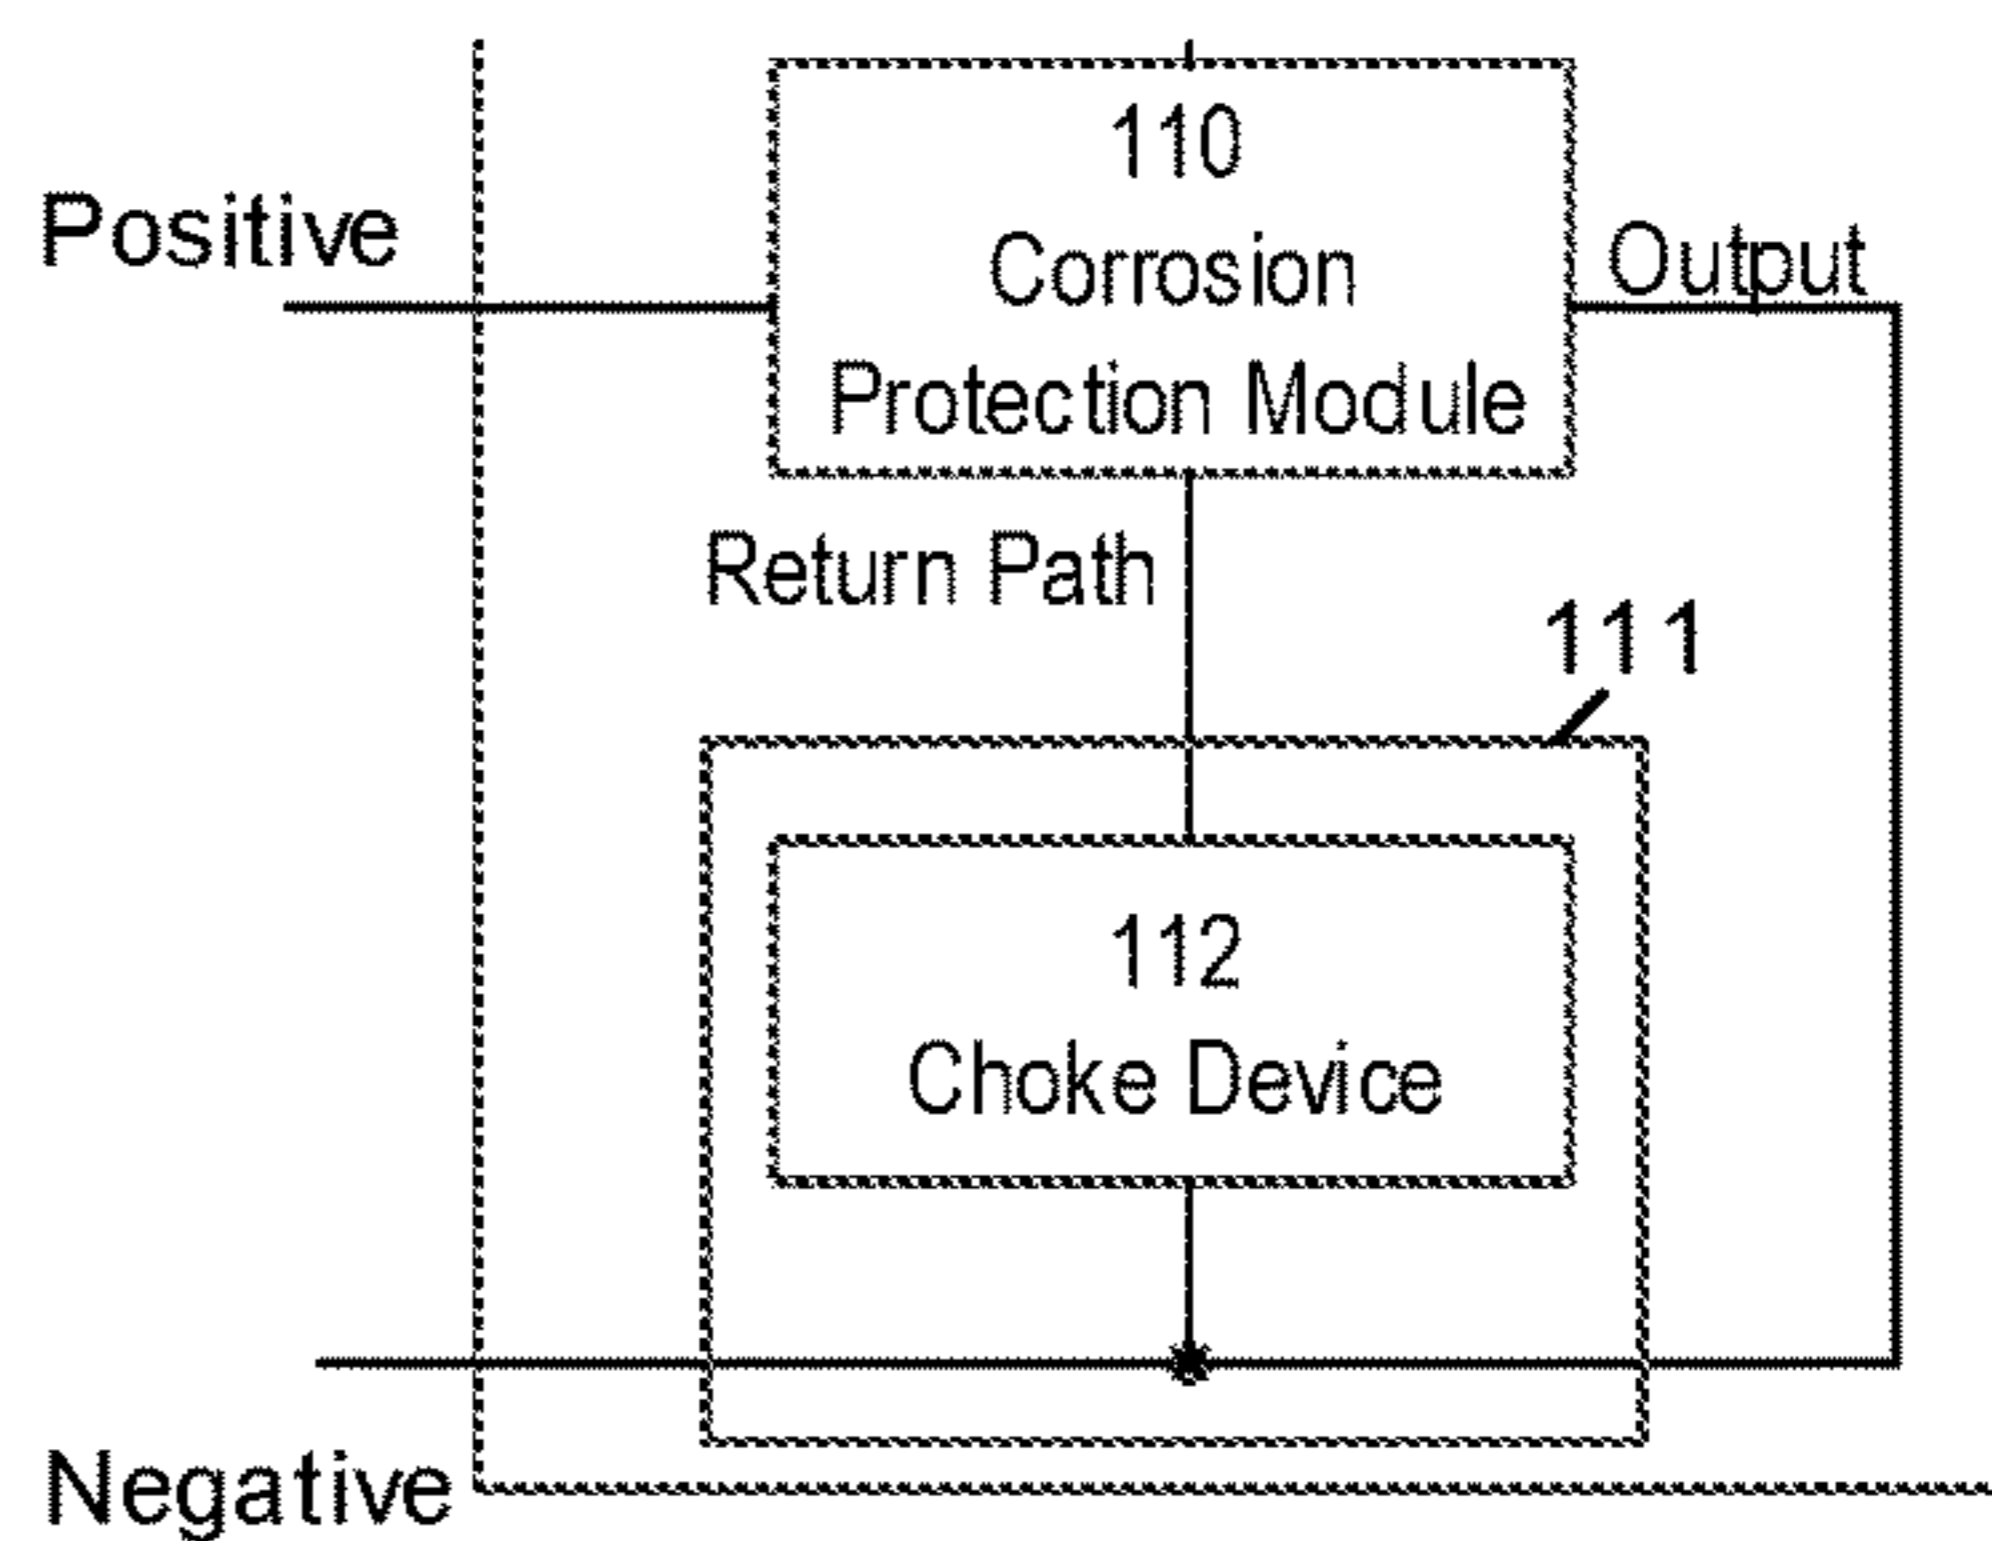 110
Positive
Corrosion
Output
Protection Module
Return Path
111
112
Choke Device
Negative